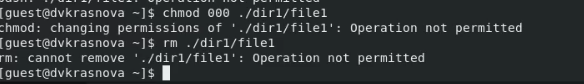 [guest@dvkrasnova ~]$ chmod 000 ./dir1/file1
chmod: changing permissions of './dir1/file1': Operation not permitted
[guest@dvkrasnova ~]$ rm ./dir1/file1
rm: cannot remove './dir1/file1': Operation not permitted
[guest@dvkrasnova ~]$